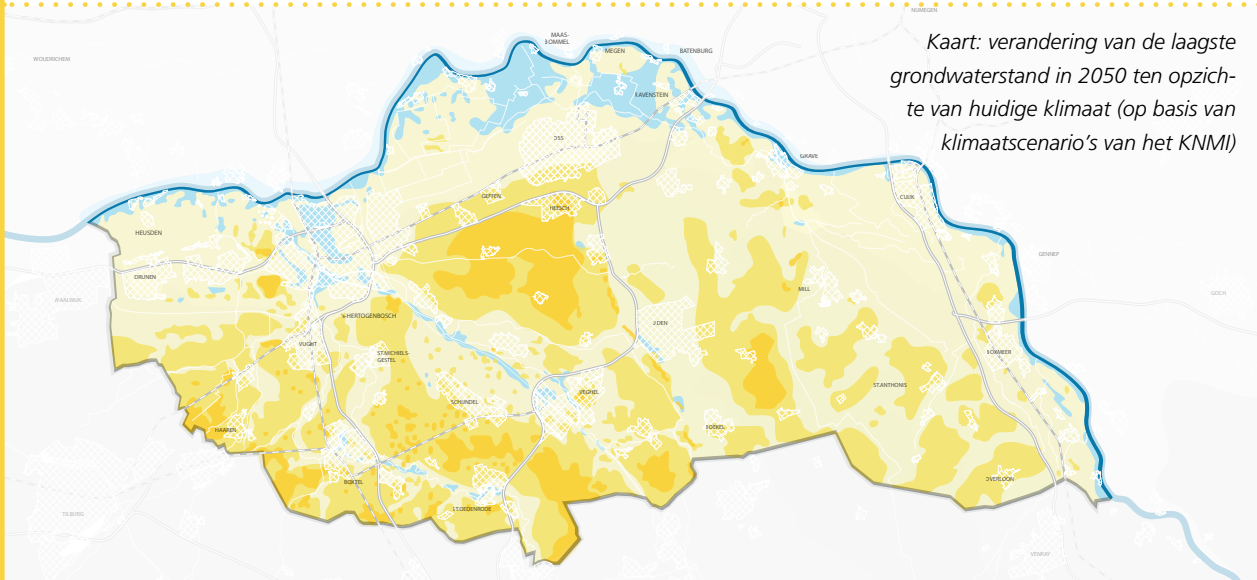 NIJMEGEN
MAAS-
BOMMEL
MEGEN
BATENBURG
WOUDRICHEM
Kaart: verandering van de laagste
grondwaterstand in 2050 ten opzich-
te van huidige klimaat (op basis van
klimaatscenario's van het KNMI)
RAVENSTEIN
OSS
GRAVE
CUIJK
GEFFEN
HEESCH
HEUSDEN
GENNEP
DRUNEN
MILL
GOCH
WAALWIJK
'S-HERTOGENBOSCH
UDEN
VUGHT
ST.MICHIELS-
GESTEL
BOXMEER
ST.ANTHONIS
VEGHEL
SCHIJNDEL
HAAREN
BOEKEL
BOXTEL
OVERLOON
ST.OEDENRODE
TILBURG
VENRAY